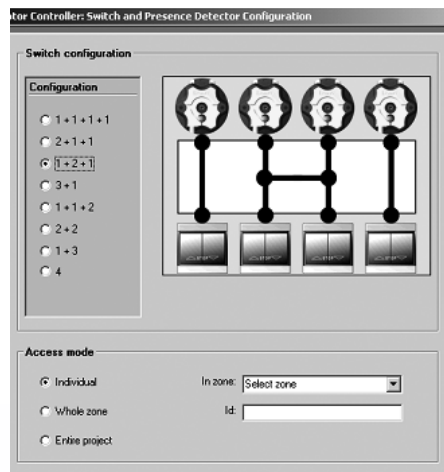 tor Controller: Switch and Presence Detector Configuration
Switch configuration
Configuration
1+1+1+1
2+1+1
1+2+1
3+1
1+1+2
2+2
1+3
4
Access mode
Individual
In zone: Select zone
Whole zone
Id:
Entire project